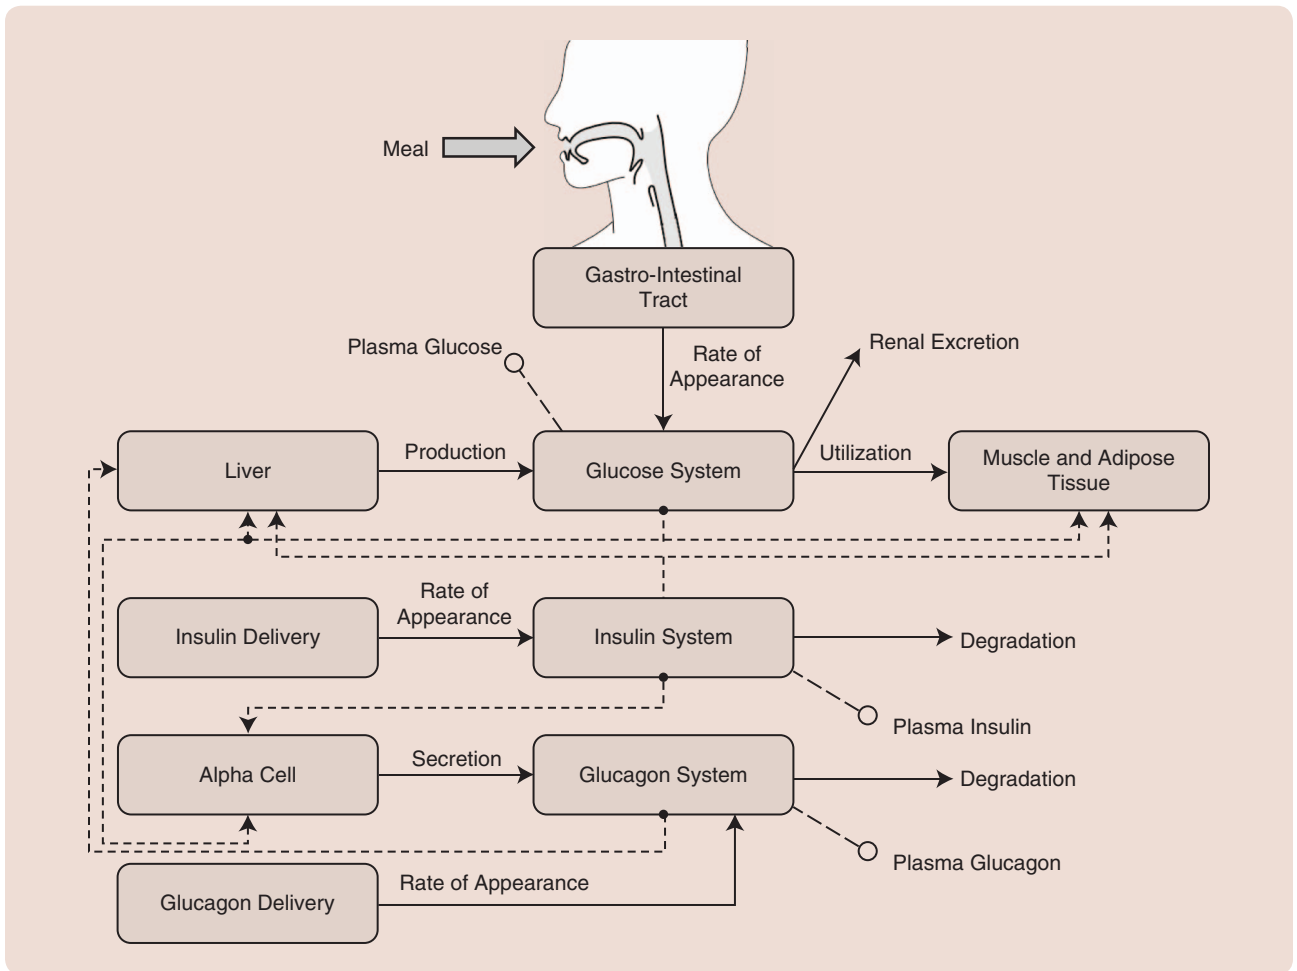 Meal
Gastro-Intestinal
Tract
Plasma Glucose
Rate of
Appearance
Renal Excretion
Liver
Production
Glucose System
Utilization
Muscle and Adipose
Tissue
Insulin Delivery
Rate of
Appearance
Insulin System
Degradation
Plasma Insulin
Alpha Cell
Secretion
Glucagon System
Degradation
Plasma Glucagon
Glucagon Delivery
Rate of Appearance